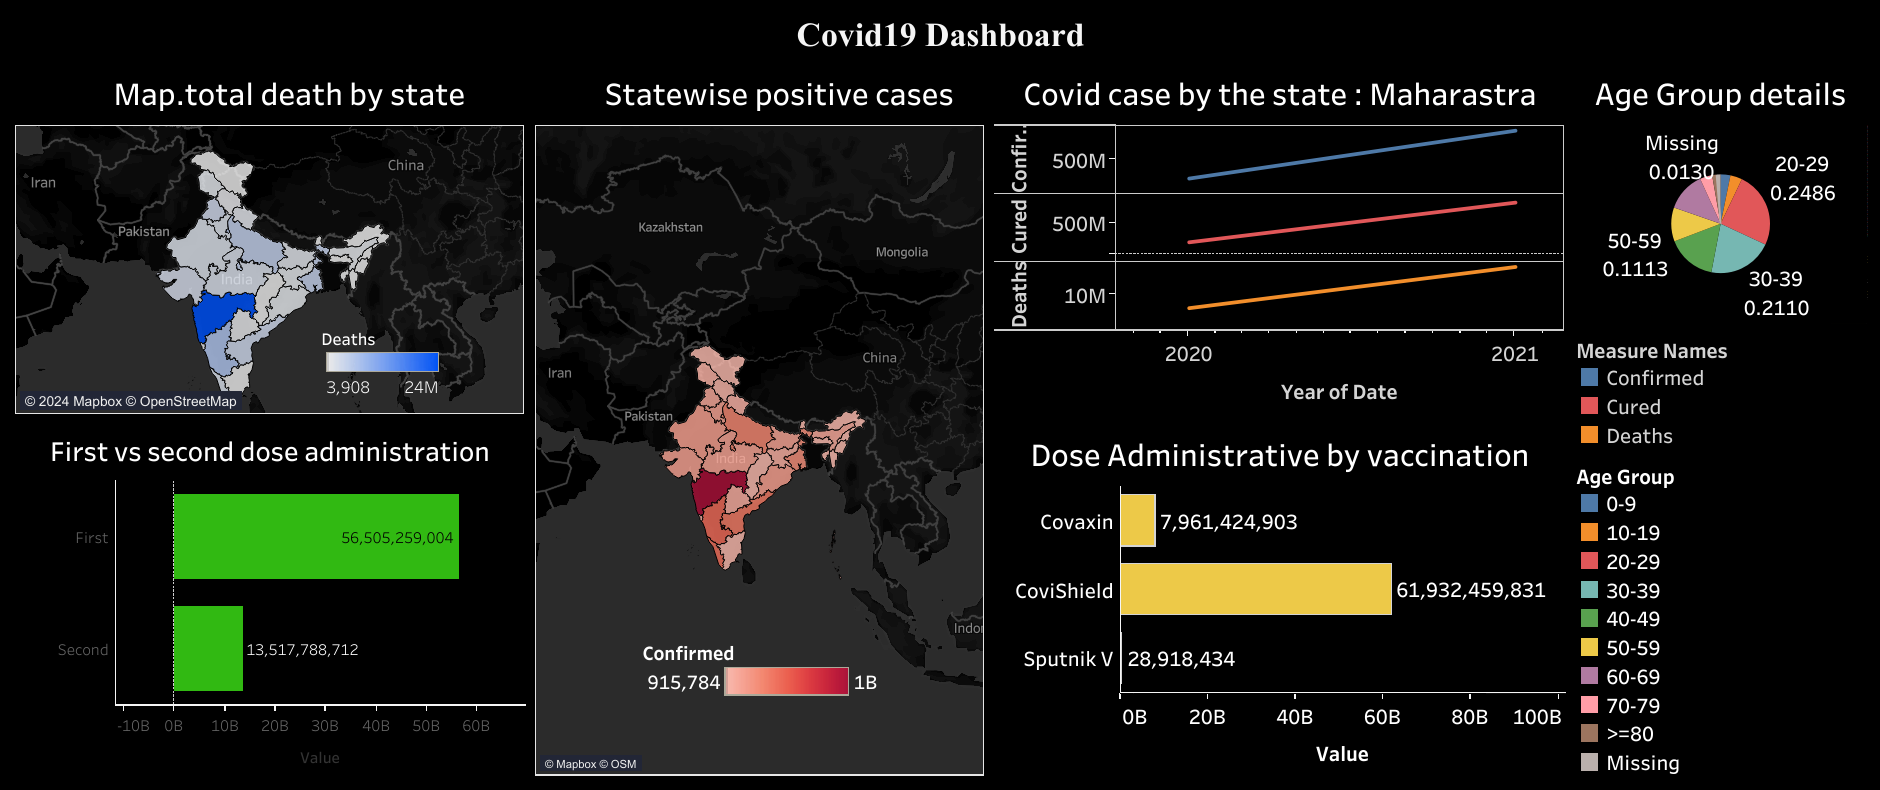 Covid19 Dashboard
Map.total death by state
Iran
Pakistan
China
India
Deaths
3,908 24M
© 2024 Mapbox © OpenStreetMap
First vs second dose administration
First 56,505,259,004
Second 13,517,788,712
-10B 0B 10B 20B 30B 40B 50B 60B
Value
Statewise positive cases
Kazakhstan
Mongolia
China
Iran
Pakistan
India
Indor
Confirmed
915,784 1B
© Mapbox © OSM
Covid case by the state : Maharastra
Confir..
500M
Cured
500M
Deaths
10M
2020 2021
Year of Date
Dose Administrative by vaccination
Covaxin 7,961,424,903
CoviShield 61,932,459,831
Sputnik V 28,918,434
0B 20B 40B 60B 80B 100B
Value
Age Group details
Missing
0.0130
20-29
0.2486
50-59
0.1113
30-39
0.2110
Measure Names
Confirmed
Cured
Deaths
Age Group
0-9
10-19
20-29
30-39
40-49
50-59
60-69
70-79
>=80
Missing